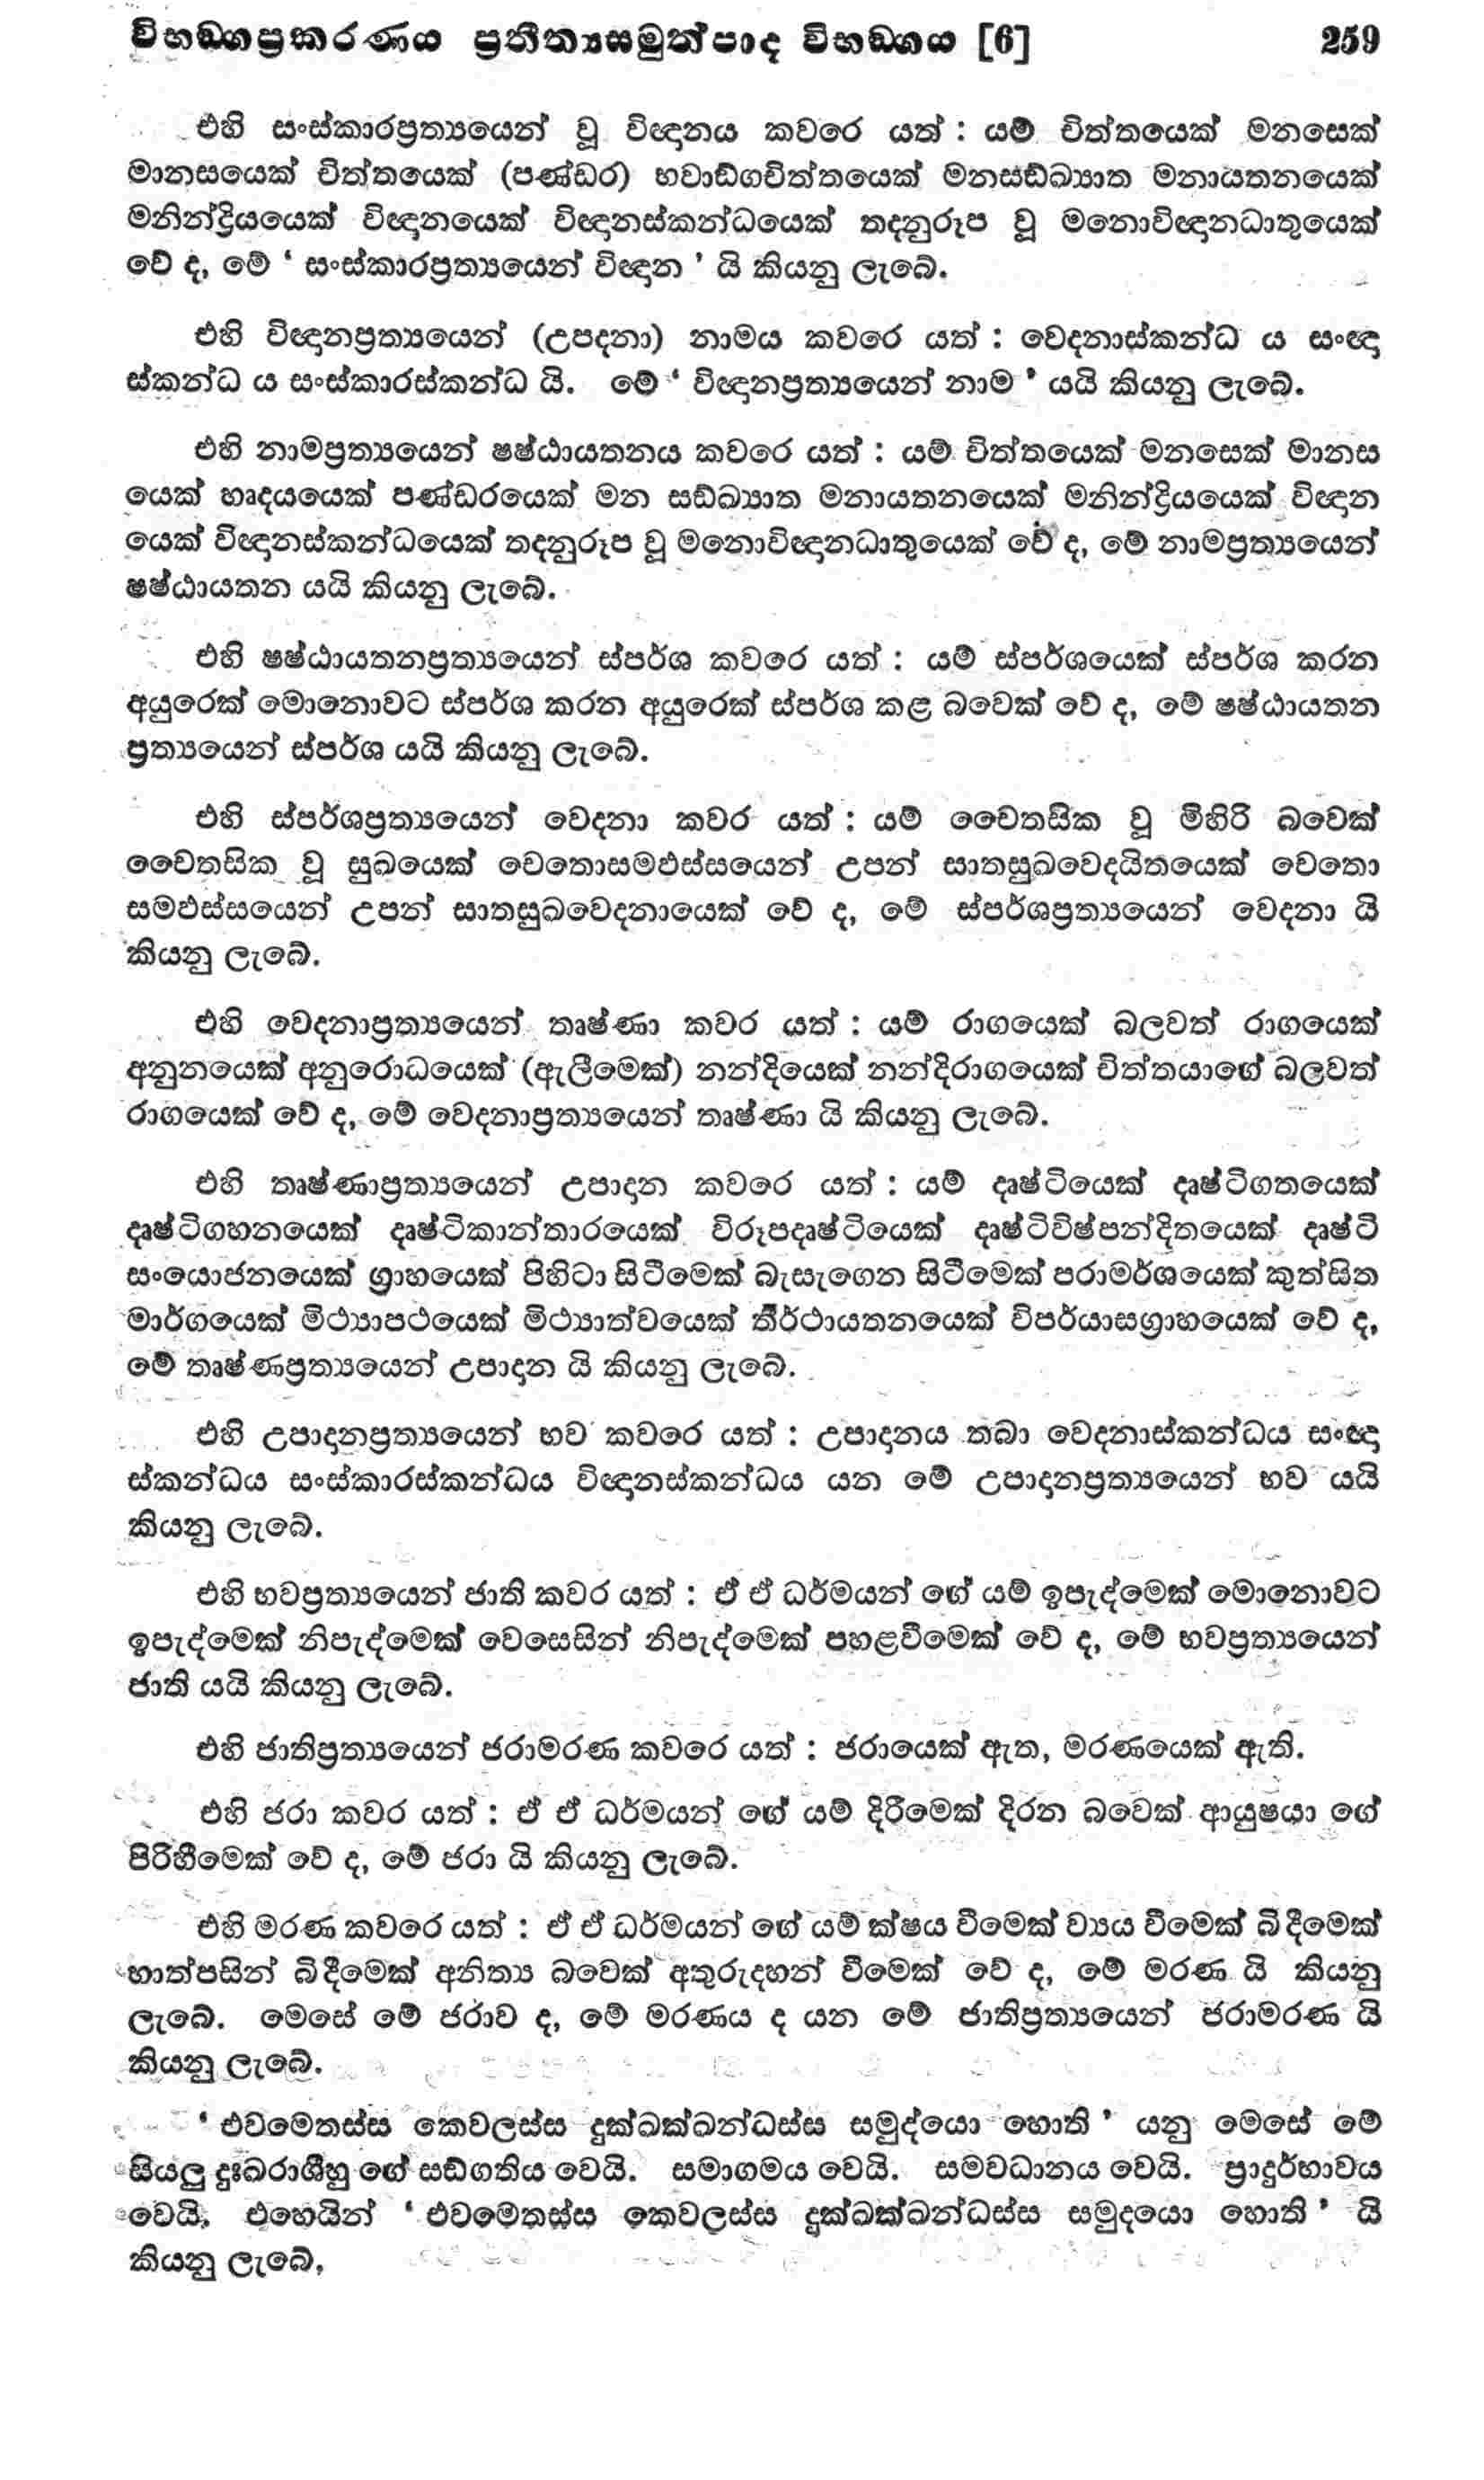 විභඞ්ගප්‍රකරණය ප්‍රතීත්‍යසමුත්පාද විභඞ්ගය [6] 259
එහි සංස්කාරප්‍රත්‍යයෙන් වූ විඥානය කවරෙ යත් : යම් චිත්තයෙක් මනසෙක්
මානසයෙක් චිත්තයෙක් (පණ්ඩර) භවාඞ්ගචිත්තයෙක් මනසඞ්ඛ්‍යාත මනායතනයෙක්
මනින්ද්‍රියයෙක් විඥානයෙක් විඥානස්කන්ධයෙක් තදනුරූප වූ මනොවිඥානධාතුයෙක්
වේ ද, මේ ‘ සංස්කාරප්‍රත්‍යයෙන් විඥාන ’ යි කියනු ලැබේ.
එහි විඥානප්‍රත්‍යයෙන් (උපදනා) නාමය කවරෙ යත් : වෙදනාස්කන්ධ ය සංඥා
ස්කන්ධ ය සංස්කාරස්කන්ධ යි. මේ ‘ විඥානප්‍රත්‍යයෙන් නාම ’ යයි කියනු ලැබේ.
එහි නාමප්‍රත්‍යයෙන් ෂෂ්ඨායතනය කවරෙ යත් : යම් චිත්තයෙක් මනසෙක් මානස
යෙක් හෘදයයෙක් පණ්ඩරයෙක් මන සඞ්ඛ්‍යාත මනායතනයෙක් මනින්ද්‍රියයෙක් විඥාන
යෙක් විඥානස්කන්ධයෙක් තදනුරූප වූ මනොවිඥානධාතුයෙක් වේ ද, මේ නාමප්‍රත්‍යයෙන්
ෂෂ්ඨායතන යයි කියනු ලැබේ.
එහි ෂෂ්ඨායතනප්‍රත්‍යයෙන් ස්පර්ශ කවරෙ යත් : යම් ස්පර්ශයෙක් ස්පර්ශ කරන
අයුරෙක් මොනොවට ස්පර්ශ කරන අයුරෙක් ස්පර්ශ කළ බවෙක් වේ ද, මේ ෂෂ්ඨායතන
ප්‍රත්‍යයෙන් ස්පර්ශ යයි කියනු ලැබේ.
එහි ස්පර්ශප්‍රත්‍යයෙන් වෙදනා කවර යත් : යම් චෛතසික වූ මිහිරි බවෙක්
චෛතසික වූ සුඛයෙක් චෙතොසමඵස්සයෙන් උපන් සාතසුඛවෙදයිතයෙක් චෙතො
සමඵස්සයෙන් උපන් සාතසුඛවෙදනායෙක් වේ ද, මේ ස්පර්ශප්‍රත්‍යයෙන් වෙදනා යි
කියනු ලැබේ.
එහි වෙදනාප්‍රත්‍යයෙන් තෘෂ්ණා කවර යත් : යම් රාගයෙක් බලවත් රාගයෙක්
අනුනයෙක් අනුරොධයෙක් (ඇලීමෙක්) නන්දියෙක් නන්දිරාගයෙක් චිත්තයාගේ බලවත්
රාගයෙක් වේ ද, මේ වෙදනාප්‍රත්‍යයෙන් තෘෂ්ණා යි කියනු ලැබේ.
එහි තෘෂ්ණාප්‍රත්‍යයෙන් උපාදාන කවරෙ යත් : යම් දෘෂ්ටියෙක් දෘෂ්ටිගතයෙක්
දෘෂ්ටිගහනයෙක් දෘෂ්ටිකාන්තාරයෙක් විරූපදෘෂ්ටියෙක් දෘෂ්ටිවිෂ්පන්දිතයෙක් දෘෂ්ටි
සංයොජනයෙක් ග්‍රාහයෙක් පිහිටා සිටීමෙක් බැසැගෙන සිටීමෙක් පරාමර්ශයෙක් කුත්සිත
මාර්ගයෙක් මිථ්‍යාපථයෙක් මිථ්‍යාත්වයෙක් තීර්ථායතනයෙක් විපර්යාසග්‍රාහයෙක් වේ ද,
මේ තෘෂ්ණප්‍රත්‍යයෙන් උපාදාන යි කියනු ලැබේ.
එහි උපාදානප්‍රත්‍යයෙන් භව කවරෙ යත් : උපාදානය තබා වෙදනාස්කන්ධය සංඥා
ස්කන්ධය සංස්කාරස්කන්ධය විඥානස්කන්ධය යන මේ උපාදානප්‍රත්‍යයෙන් භව යයි
කියනු ලැබේ.
එහි භවප්‍රත්‍යයෙන් ජාති කවර යත් : ඒ ඒ ධර්මයන් ගේ යම් ඉපැද්මෙක් මොනොවට
ඉපැද්මෙක් නිපැද්මෙක් වෙසෙසින් නිපැද්මෙක් පහළවීමෙක් වේ ද, මේ භවප්‍රත්‍යයෙන්
ජාති යයි කියනු ලැබේ.
එහි ජාතිප්‍රත්‍යයෙන් ජරාමරණ කවරෙ යත් : ජරායෙක් ඇත, මරණයෙක් ඇති.
එහි ජරා කවර යත් : ඒ ඒ ධර්මයන් ගේ යම් දිරීමෙක් දිරන බවෙක් ආයුෂයා ගේ
පිරිහීමෙක් වේ ද, මේ ජරා යි කියනු ලැබේ.
එහි මරණ කවරෙ යත් : ඒ ඒ ධර්මයන් ගේ යම් ක්ෂය වීමෙක් ව්‍යය වීමෙක් බිදීමෙක්
හාත්පසින් බිදීමෙක් අනිත්‍ය බවෙක් අතුරුදහන් වීමෙක් වේ ද, මේ මරණ යි කියනු
ලැබේ. මෙසේ මේ ජරාව ද, මේ මරණය ද යන මේ ජාතිප්‍රත්‍යයෙන් ජරාමරණ යි
කියනු ලැබේ.
‘ එවමෙතස්ස කෙවලස්ස දුක්ඛක්ඛන්ධස්ස සමුද්යො හොති ’ යනු මෙසේ මේ
සියලු දුඃඛරාශීහු ගේ සඞ්ගතිය වෙයි. සමාගමය වෙයි. සමවධානය වෙයි. ප්‍රාදුර්භාවය
වෙයි. එහෙයින් ‘ එවමෙතස්ස කෙවලස්ස දුක්ඛක්ඛන්ධස්ස සමුදයො හොති ’ යි
කියනු ලැබේ,